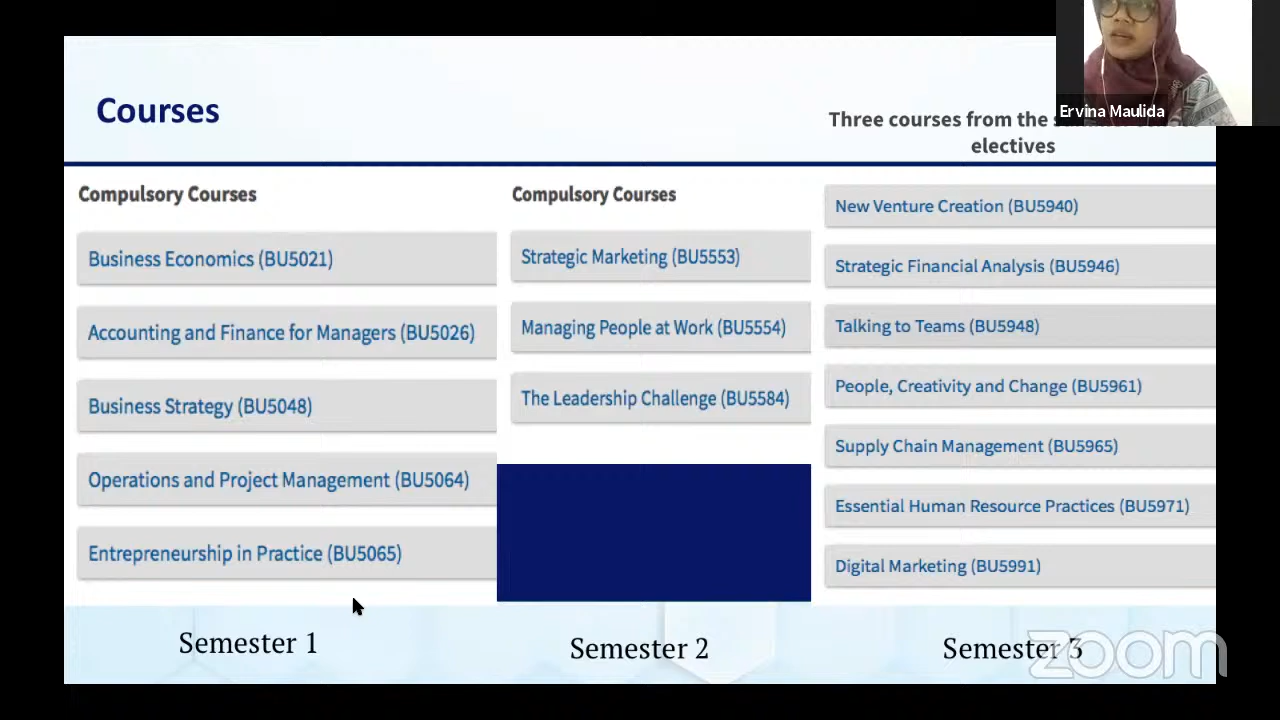 Courses
Three courses from the
electives
Ervina Maulida
Compulsory Courses
Business Economics (BU5021)
Accounting and Finance for Managers (BU5026)
Business Strategy (BU5048)
Operations and Project Management (BU5064)
Entrepreneurship in Practice (BU5065)
Semester 1
Compulsory Courses
Strategic Marketing (BU5553)
Managing People at Work (BU5554)
The Leadership Challenge (BU5584)
Semester 2
New Venture Creation (BU5940)
Strategic Financial Analysis (BU5946)
Talking to Teams (BU5948)
People, Creativity and Change (BU5961)
Supply Chain Management (BU5965)
Essential Human Resource Practices (BU5971)
Digital Marketing (BU5991)
Semester 3
zoom